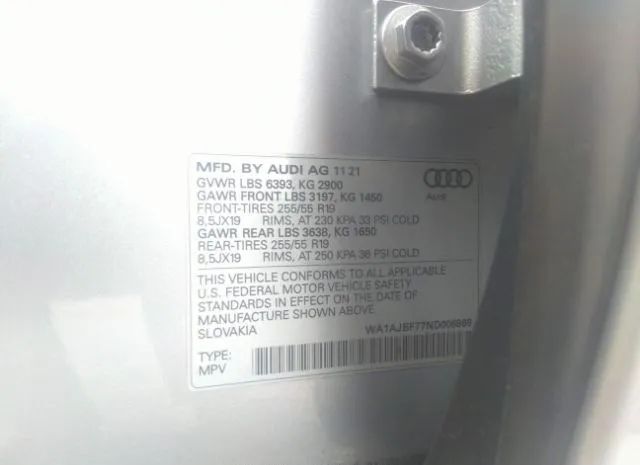 MFD. BY AUDI AG 11 21
GVWR LBS 6393, KG 2900
GAWR FRONT LBS 3197, KG 1450
FRONT-TIRES 255/55 R19
8,5JX19 RIMS, AT 230 KPA 33 PSI COLD
GAWR REAR LBS 3638, KG 1650
REAR-TIRES 255/55 R19
8,5JX19 RIMS, AT 250 KPA 36 PSI COLD
Audi
THIS VEHICLE CONFORMS TO ALL APPLICABLE
U.S. FEDERAL MOTOR VEHICLE SAFETY
STANDARDS IN EFFECT ON THE DATE OF
MANUFACTURE SHOWN ABOVE.
SLOVAKIA
TYPE:
MPV